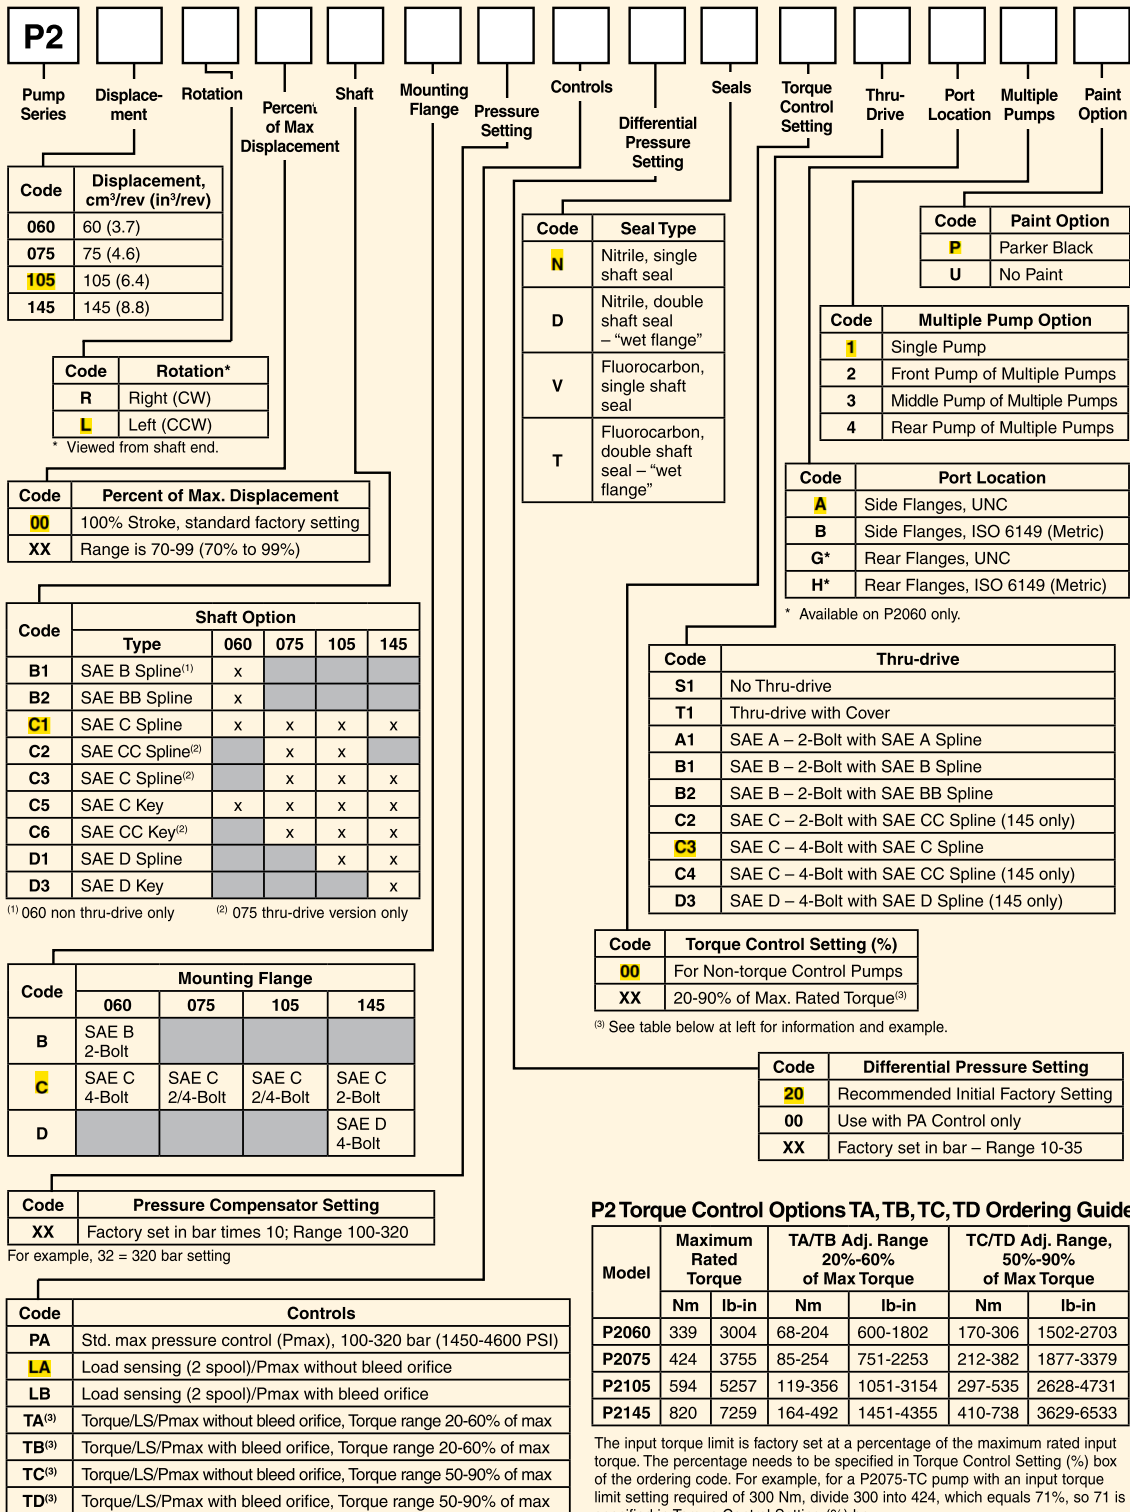 P2
Pump Series
Displace-ment
Rotation
Percent of Max Displacement
Shaft
Mounting Flange
Pressure Setting
Controls
Differential Pressure Setting
Seals
Torque Control Setting
Thru-Drive
Port Location
Multiple Pumps
Paint Option
Code Displacement, cm³/rev (in³/rev)
060 60 (3.7)
075 75 (4.6)
105 105 (6.4)
145 145 (8.8)
Code Rotation*
R Right (CW)
L Left (CCW)
* Viewed from shaft end.
Code Percent of Max. Displacement
00 100% Stroke, standard factory setting
XX Range is 70-99 (70% to 99%)
Code Shaft Option
Type 060 075 105 145
B1 SAE B Spline(1) x
B2 SAE BB Spline x
C1 SAE C Spline x x x x
C2 SAE CC Spline(2) x x
C3 SAE C Spline(2) x x x
C5 SAE C Key x x x x
C6 SAE CC Key(2) x x x
D1 SAE D Spline x x
D3 SAE D Key x
(1) 060 non thru-drive only (2) 075 thru-drive version only
Code Mounting Flange
060 075 105 145
B SAE B 2-Bolt
C SAE C 4-Bolt SAE C 2/4-Bolt SAE C 2/4-Bolt SAE C 2-Bolt
D SAE D 4-Bolt
Code Pressure Compensator Setting
XX Factory set in bar times 10; Range 100-320
For example, 32 = 320 bar setting
Code Controls
PA Std. max pressure control (Pmax), 100-320 bar (1450-4600 PSI)
LA Load sensing (2 spool)/Pmax without bleed orifice
LB Load sensing (2 spool)/Pmax with bleed orifice
TA(3) Torque/LS/Pmax without bleed orifice, Torque range 20-60% of max
TB(3) Torque/LS/Pmax with bleed orifice, Torque range 20-60% of max
TC(3) Torque/LS/Pmax without bleed orifice, Torque range 50-90% of max
TD(3) Torque/LS/Pmax with bleed orifice, Torque range 50-90% of max
Code Seal Type
N Nitrile, single shaft seal
D Nitrile, double shaft seal – “wet flange”
V Fluorocarbon, single shaft seal
T Fluorocarbon, double shaft seal – “wet flange”
Code Paint Option
P Parker Black
U No Paint
Code Multiple Pump Option
1 Single Pump
2 Front Pump of Multiple Pumps
3 Middle Pump of Multiple Pumps
4 Rear Pump of Multiple Pumps
Code Port Location
A Side Flanges, UNC
B Side Flanges, ISO 6149 (Metric)
G* Rear Flanges, UNC
H* Rear Flanges, ISO 6149 (Metric)
* Available on P2060 only.
Code Thru-drive
S1 No Thru-drive
T1 Thru-drive with Cover
A1 SAE A – 2-Bolt with SAE A Spline
B1 SAE B – 2-Bolt with SAE B Spline
B2 SAE B – 2-Bolt with SAE BB Spline
C2 SAE C – 2-Bolt with SAE CC Spline (145 only)
C3 SAE C – 4-Bolt with SAE C Spline
C4 SAE C – 4-Bolt with SAE CC Spline (145 only)
D3 SAE D – 4-Bolt with SAE D Spline (145 only)
Code Torque Control Setting (%)
00 For Non-torque Control Pumps
XX 20-90% of Max. Rated Torque(3)
(3) See table below at left for information and example.
Code Differential Pressure Setting
20 Recommended Initial Factory Setting
00 Use with PA Control only
XX Factory set in bar – Range 10-35
P2 Torque Control Options TA, TB, TC, TD Ordering Guide
Model Maximum Rated Torque TA/TB Adj. Range 20%-60% of Max Torque TC/TD Adj. Range, 50%-90% of Max Torque
Nm lb-in Nm lb-in Nm lb-in
P2060 339 3004 68-204 600-1802 170-306 1502-2703
P2075 424 3755 85-254 751-2253 212-382 1877-3379
P2105 594 5257 119-356 1051-3154 297-535 2628-4731
P2145 820 7259 164-492 1451-4355 410-738 3629-6533
The input torque limit is factory set at a percentage of the maximum rated input
torque. The percentage needs to be specified in Torque Control Setting (%) box
of the ordering code. For example, for a P2075-TC pump with an input torque
limit setting required of 300 Nm, divide 300 into 424, which equals 71%, so 71 is